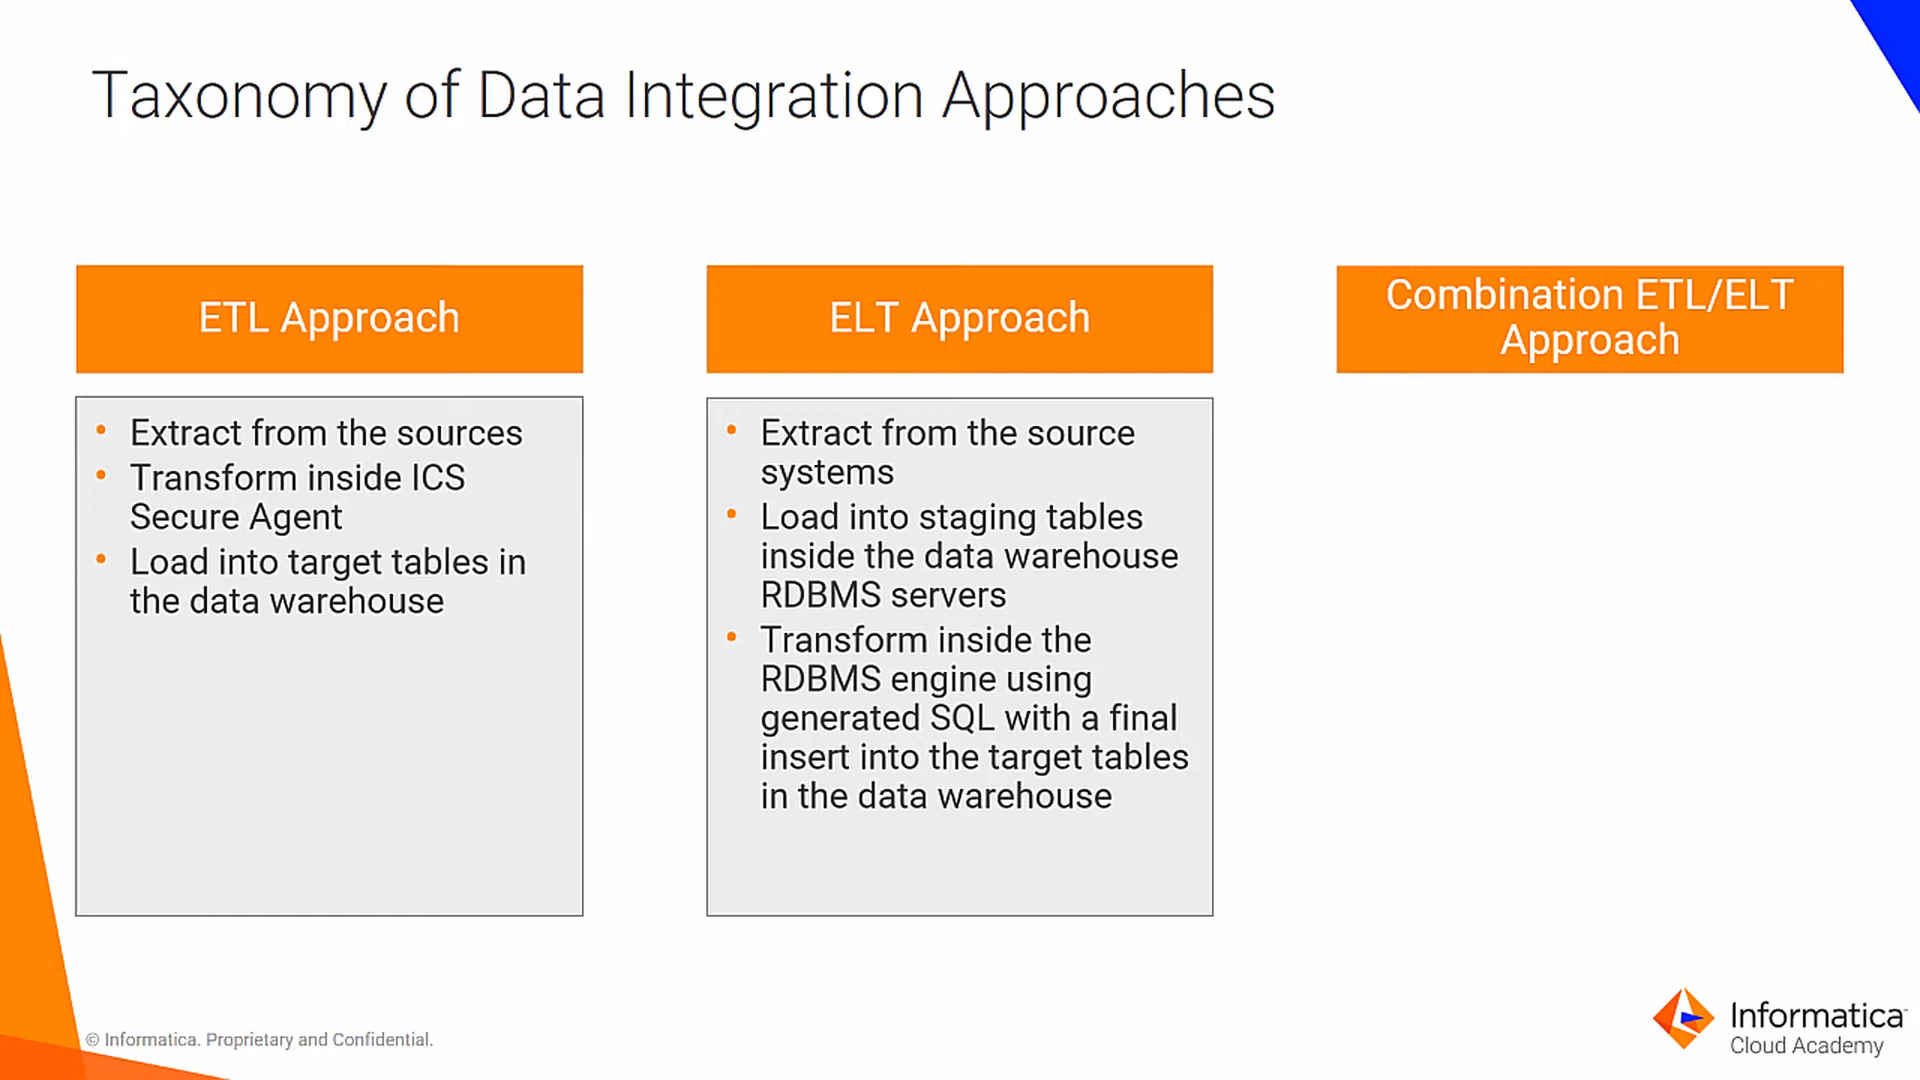 Taxonomy of Data Integration Approaches
ETL Approach
• Extract from the sources
• Transform inside ICS
Secure Agent
• Load into target tables in
the data warehouse
ELT Approach
• Extract from the source
systems
• Load into staging tables
inside the data warehouse
RDBMS servers
• Transform inside the
RDBMS engine using
generated SQL with a final
insert into the target tables
in the data warehouse
Combination ETL/ELT
Approach
© Informatica. Proprietary and Confidential.
Informatica™
Cloud Academy